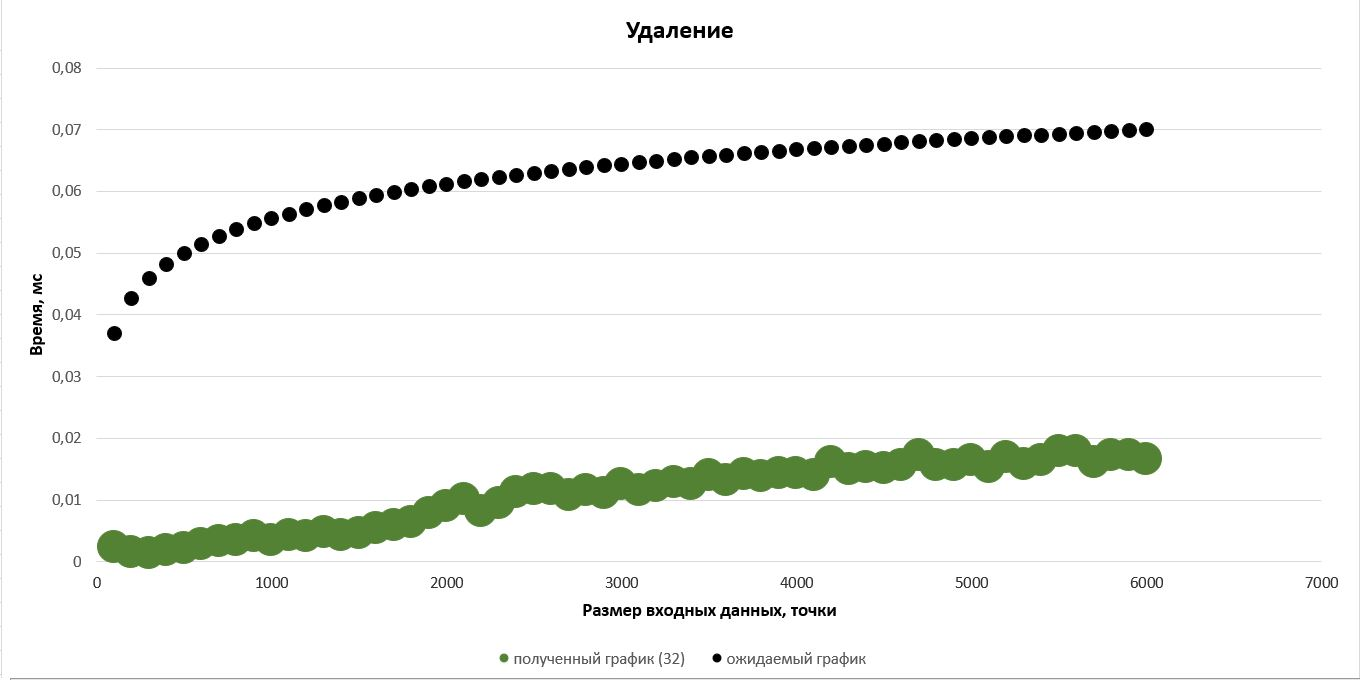 Удаление
0,08
0,07
0,06
0,05
0,04
0,03
0,02
0,01
0
Время, мс
0 1000 2000 3000 4000 5000 6000 7000
Размер входных данных, точки
полученный график (32) ожидаемый график